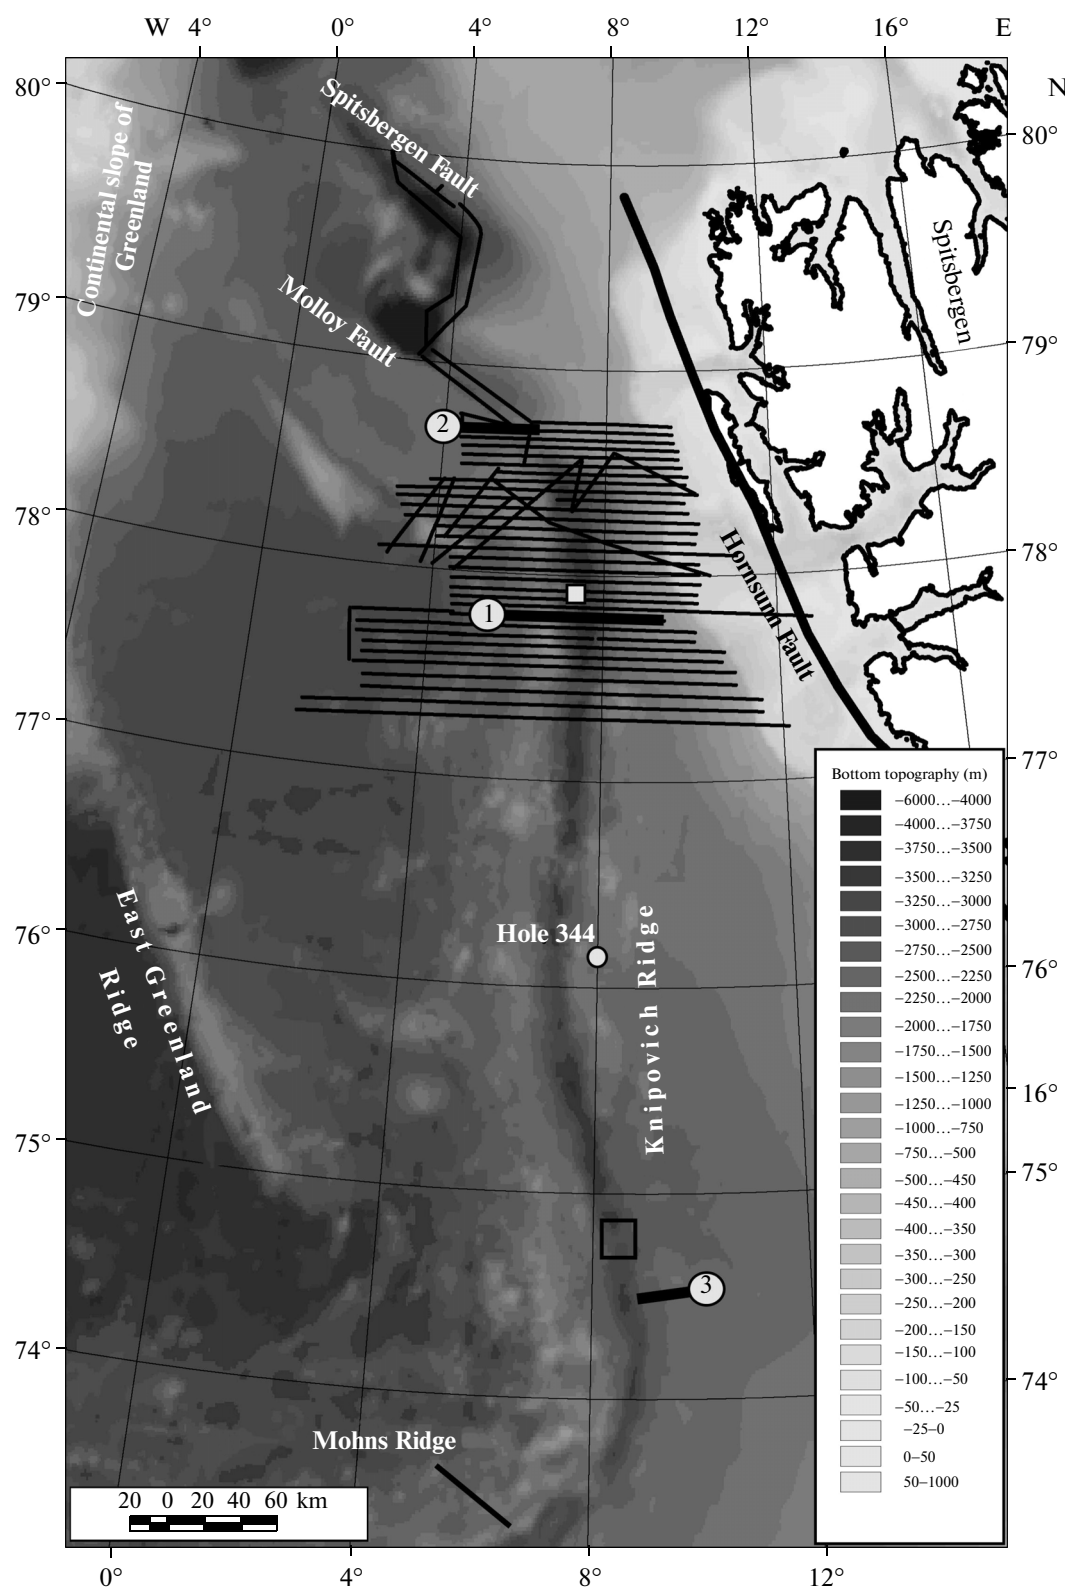 W 4° 0° 4° 8° 12° 16° E
80°
N
80°
Spitsbergen Fault
Continental slope of
Greenland
Spitsbergen
79°
Molloy Fault
79°
2
78°
78°
Hornsunn Fault
1
77°
77°
Bottom topography (m)
–6000…–4000
–4000…–3750
–3750…–3500
–3500…–3250
–3250…–3000
–3000…–2750
–2750…–2500
–2500…–2250
–2250…–2000
–2000…–1750
–1750…–1500
–1500…–1250
–1250…–1000
–1000…–750
–750…–500
–500…–450
–450…–400
–400…–350
–350…–300
–300…–250
–250…–200
–200…–150
–150…–100
–100…–50
–50…–25
–25–0
0–50
50–1000
76°
East Greenland
Ridge
Hole 344
Knipovich Ridge
76°
16°
75°
75°
3
74°
74°
Mohns Ridge
20 0 20 40 60 km
0° 4° 8° 12°